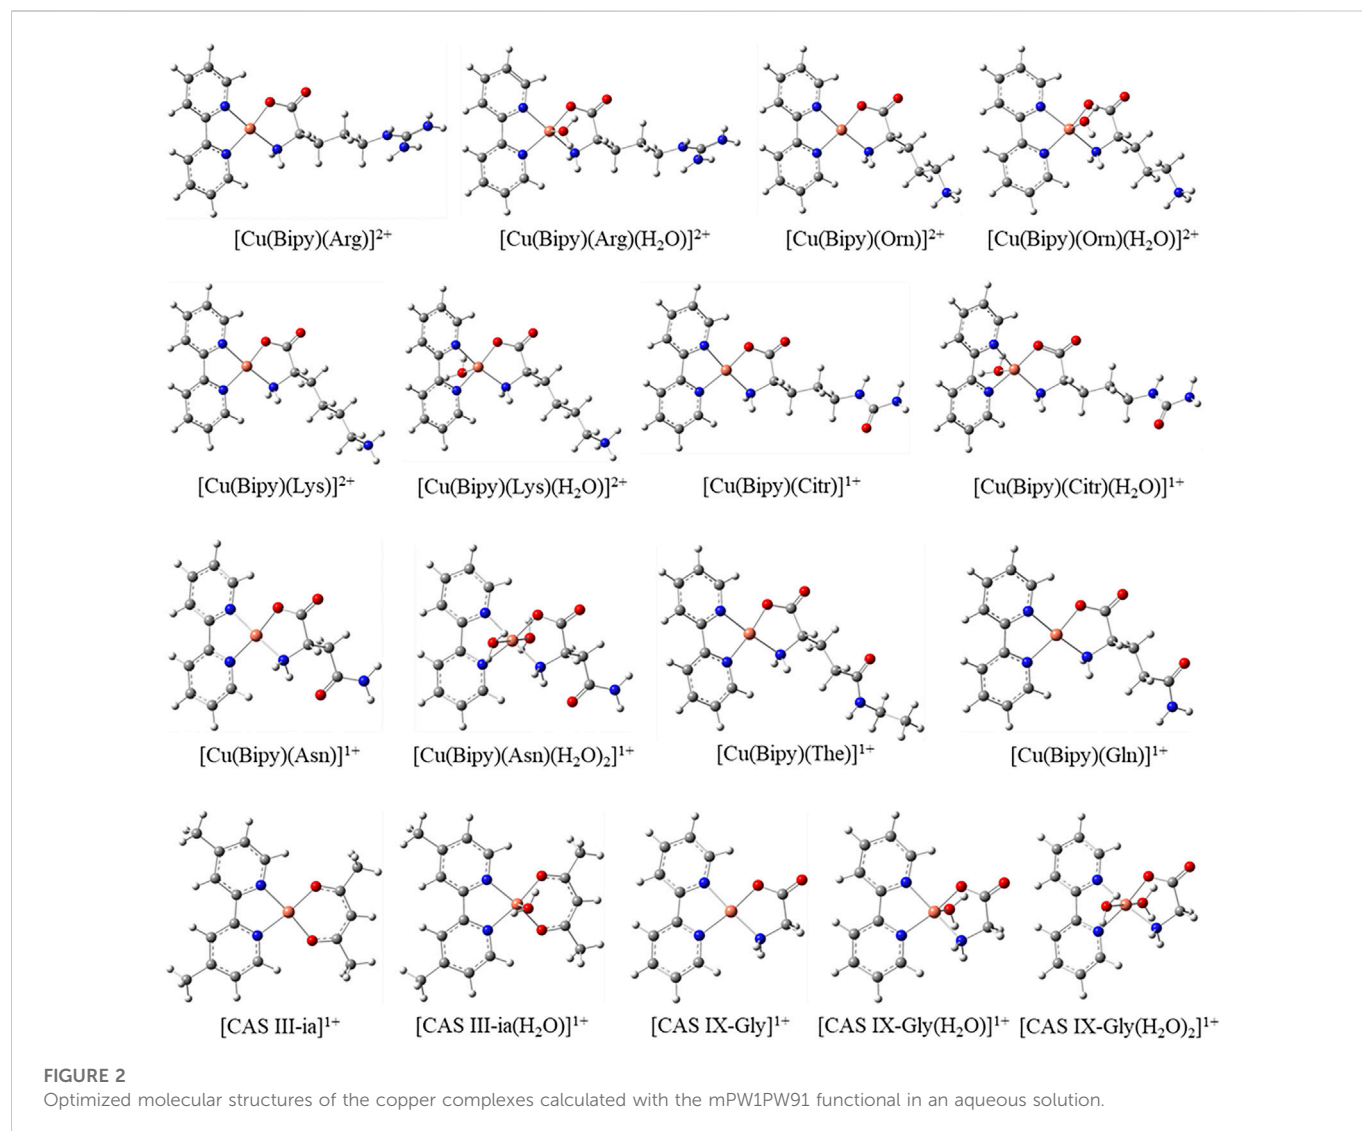 [Cu(Bipy)(Arg)]²⁺ [Cu(Bipy)(Arg)(H₂O)]²⁺ [Cu(Bipy)(Orn)]²⁺ [Cu(Bipy)(Orn)(H₂O)]²⁺
[Cu(Bipy)(Lys)]²⁺ [Cu(Bipy)(Lys)(H₂O)]²⁺ [Cu(Bipy)(Citr)]¹⁺ [Cu(Bipy)(Citr)(H₂O)]¹⁺
[Cu(Bipy)(Asn)]¹⁺ [Cu(Bipy)(Asn)(H₂O)₂]¹⁺ [Cu(Bipy)(The)]¹⁺ [Cu(Bipy)(Gln)]¹⁺
[CAS III-ia]¹⁺ [CAS III-ia(H₂O)]¹⁺ [CAS IX-Gly]¹⁺ [CAS IX-Gly(H₂O)]¹⁺ [CAS IX-Gly(H₂O)₂]¹⁺
FIGURE 2
Optimized molecular structures of the copper complexes calculated with the mPW1PW91 functional in an aqueous solution.